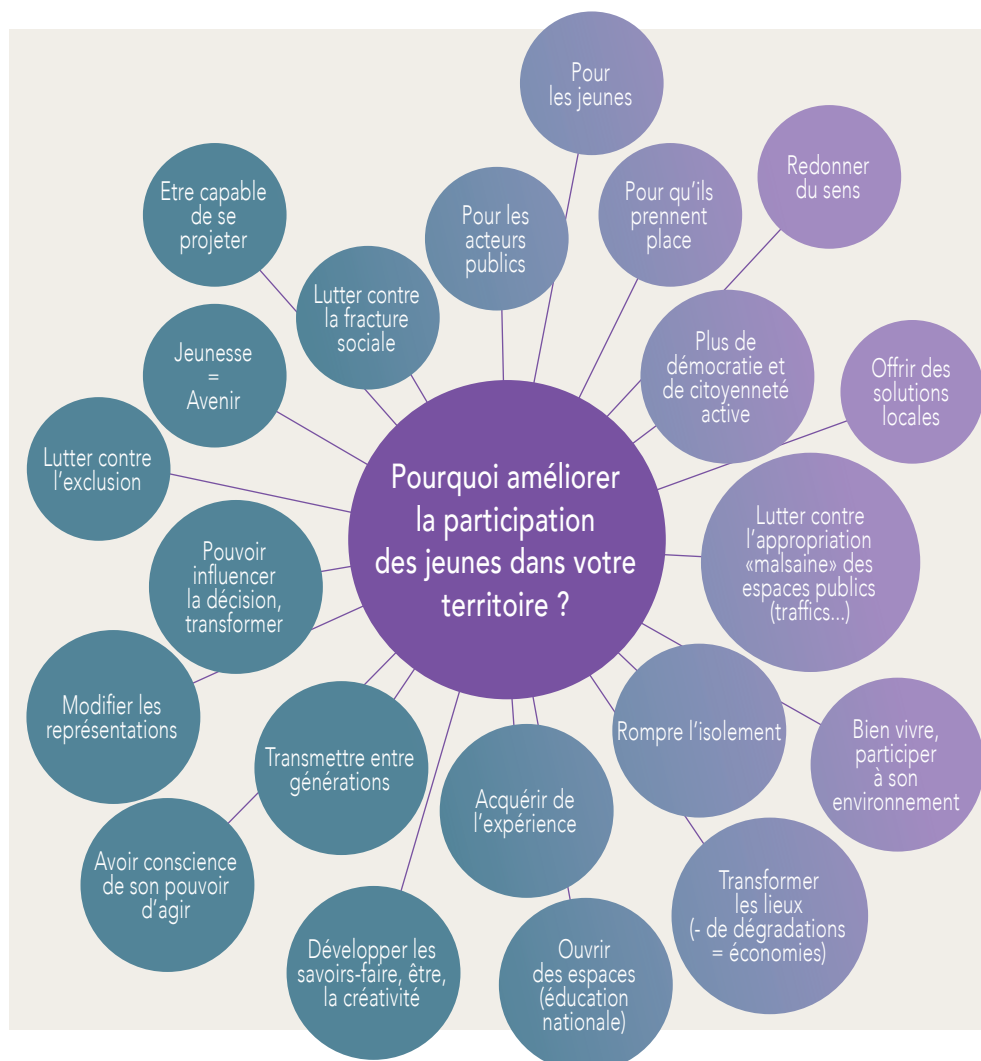 Pour
les jeunes
Redonner
du sens
Etre capable
de se
projeter
Pour qu’ils
prennent
place
Pour les
acteurs
publics
Lutter contre
la fracture
sociale
Plus de
démocratie et
de citoyenneté
active
Jeunesse
=
Avenir
Offrir des
solutions
locales
Lutter contre
l’exclusion
Pourquoi améliorer
la participation
des jeunes dans votre
territoire ?
Lutter contre
l’appropriation
«malsaine» des
espaces publics
(traffics...)
Pouvoir
influencer
la décision,
transformer
Modifier les
représentations
Rompre l’isolement
Bien vivre,
participer
à son
environnement
Transmettre entre
générations
Acquérir de
l’expérience
Avoir conscience
de son pouvoir
d’agir
Transformer
les lieux
(- de dégradations
= économies)
Développer les
savoirs-faire, être,
la créativité
Ouvrir
des espaces
(éducation
nationale)